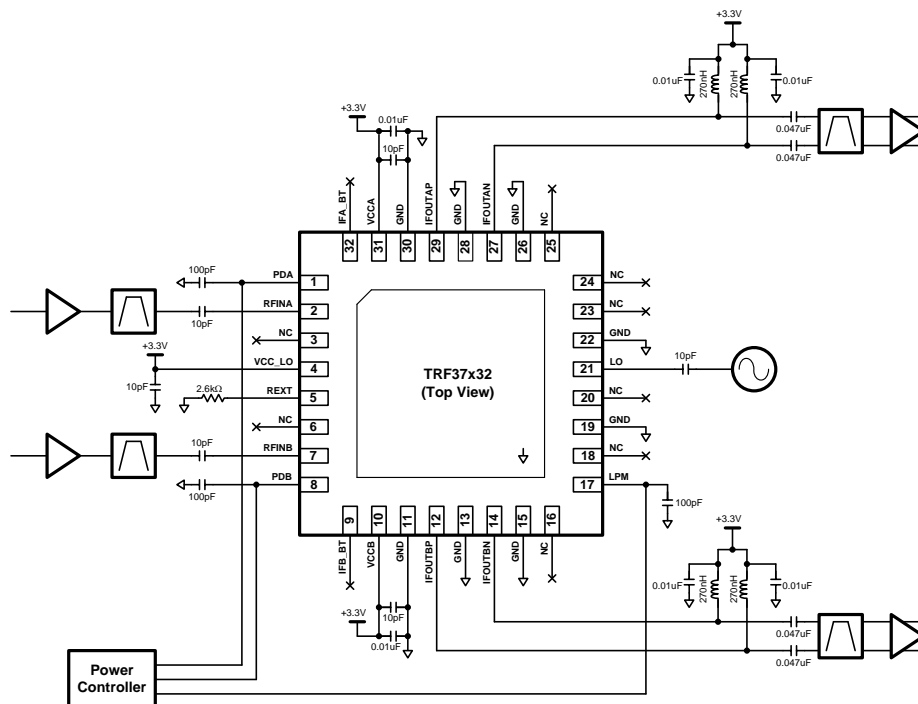 +3.3V
0.01uF
270nH
270nH
0.01uF
+3.3V
0.01uF
10pF
0.047uF
0.047uF
IFA_BT
VCCA
GND
IFOUTAP
GND
IFOUTAN
GND
NC
32
31
30
29
28
27
26
25
100pF
PDA
1
24
NC
10pF
RFINA
2
23
NC
NC
3
22
GND
+3.3V
VCC_LO
4
21
LO
10pF
10pF
2.6kΩ
REXT
5
20
NC
NC
6
19
GND
10pF
RFINB
7
18
NC
100pF
PDB
8
17
LPM
100pF
TRF37x32
(Top View)
9
10
11
12
13
14
15
16
IFB_BT
VCCB
GND
IFOUTBP
GND
IFOUTBN
GND
NC
+3.3V
10pF
0.01uF
+3.3V
0.01uF
270nH
270nH
0.01uF
0.047uF
0.047uF
Power
Controller